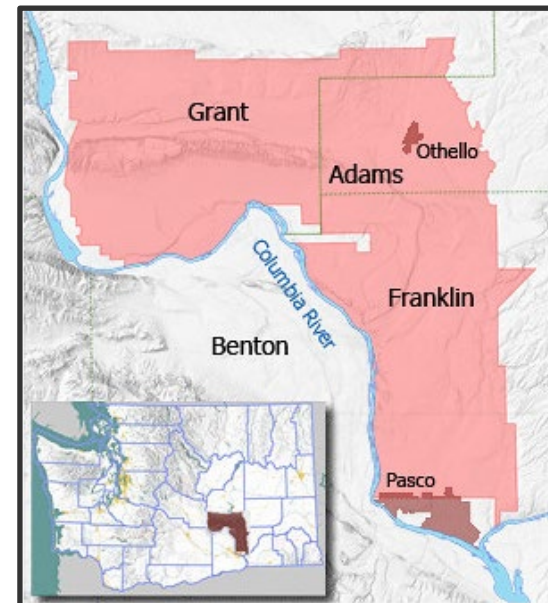 Grant
Othello
Adams
Columbia River
Franklin
Benton
Pasco